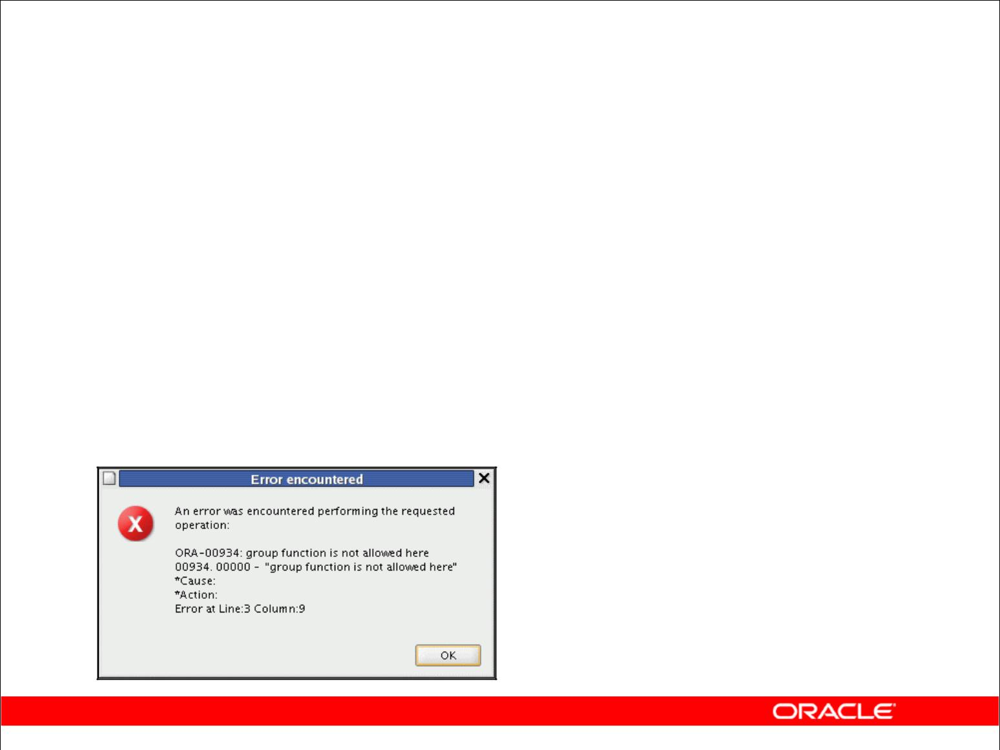 Error encountered
An error was encountered performing the requested
operation:
ORA-00934: group function is not allowed here
00934. 00000 - "group function is not allowed here"
*Cause:
*Action:
Error at Line:3 Column:9
OK
ORACLE